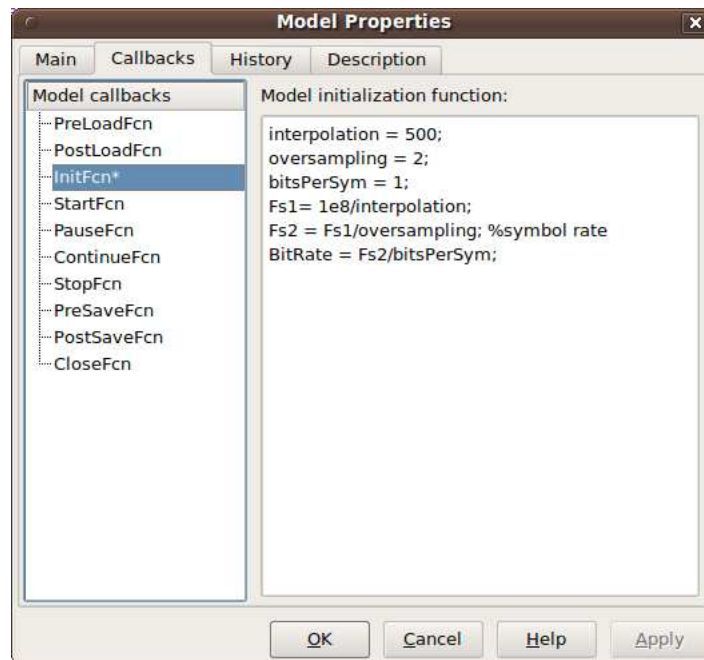 Model Properties
Main
Callbacks
History
Description
Model callbacks
PreLoadFcn
PostLoadFcn
InitFcn*
StartFcn
PauseFcn
ContinueFcn
StopFcn
PreSaveFcn
PostSaveFcn
CloseFcn
Model initialization function:
interpolation = 500;
oversampling = 2;
bitsPerSym = 1;
Fs1= 1e8/interpolation;
Fs2 = Fs1/oversampling; %symbol rate
BitRate = Fs2/bitsPerSym;
OK
Cancel
Help
Apply